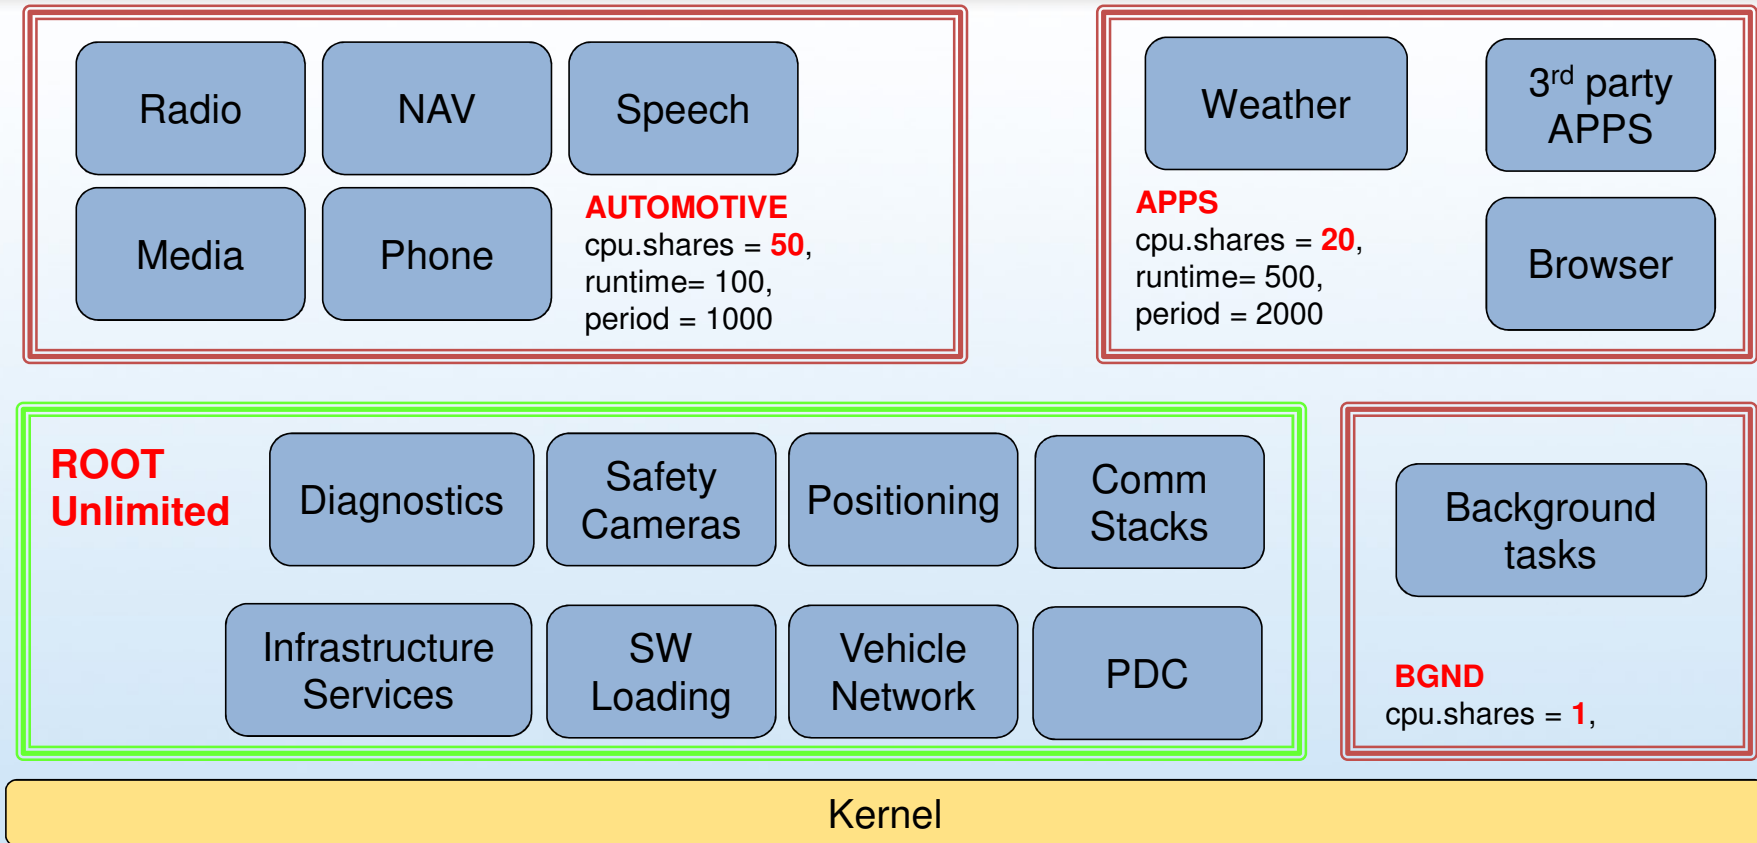 Radio
NAV
Speech
Media
Phone
AUTOMOTIVE
cpu.shares = 50,
runtime= 100,
period = 1000
Weather
3rd party
APPS
APPS
cpu.shares = 20,
runtime= 500,
period = 2000
Browser
ROOT
Unlimited
Diagnostics
Safety
Cameras
Positioning
Comm
Stacks
Infrastructure
Services
SW
Loading
Vehicle
Network
PDC
Background
tasks
BGND
cpu.shares = 1,
Kernel